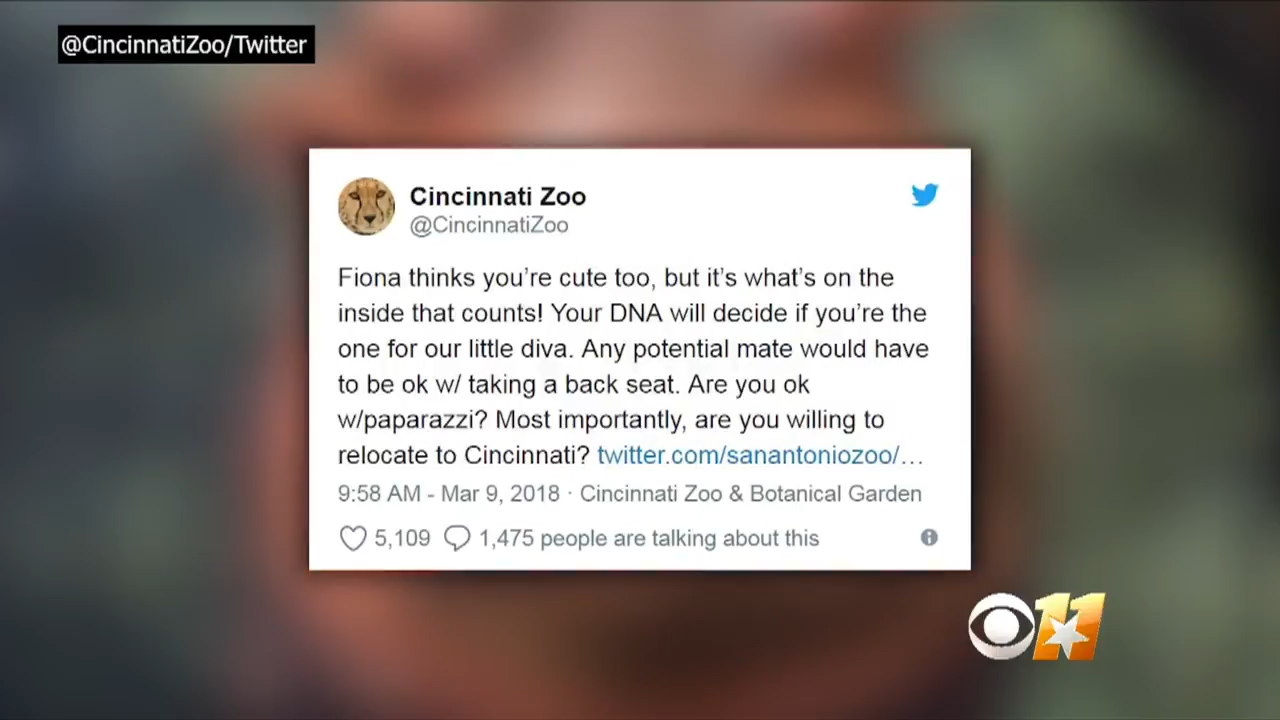 @CincinnatiZoo/Twitter
Cincinnati Zoo
@CincinnatiZoo
Fiona thinks you’re cute too, but it’s what’s on the
inside that counts! Your DNA will decide if you’re the
one for our little diva. Any potential mate would have
to be ok w/ taking a back seat. Are you ok
w/paparazzi? Most importantly, are you willing to
relocate to Cincinnati? twitter.com/sanantoniozoo/…
9:58 AM - Mar 9, 2018 · Cincinnati Zoo & Botanical Garden
5,109 1,475 people are talking about this
11